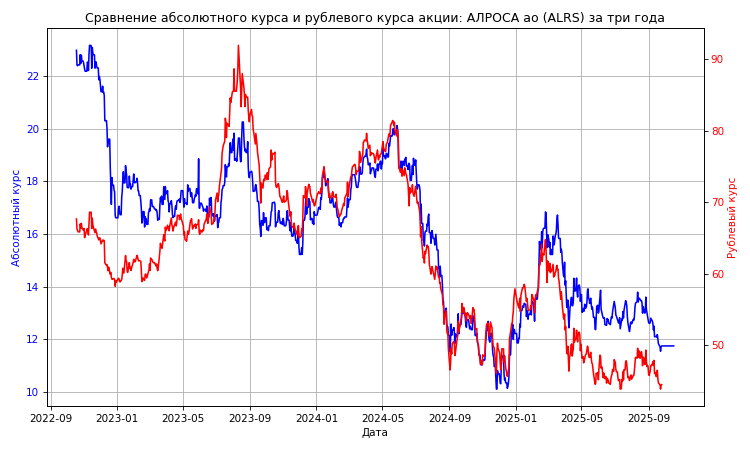 Сравнение абсолютного курса и рублевого курса акции: АЛРОСА ао (ALRS) за три года
22
20
18
16
14
12
10
Абсолютный курс
90
80
70
60
50
Рублевый курс
2022-09 2023-01 2023-05 2023-09 2024-01 2024-05 2024-09 2025-01 2025-05 2025-09
Дата